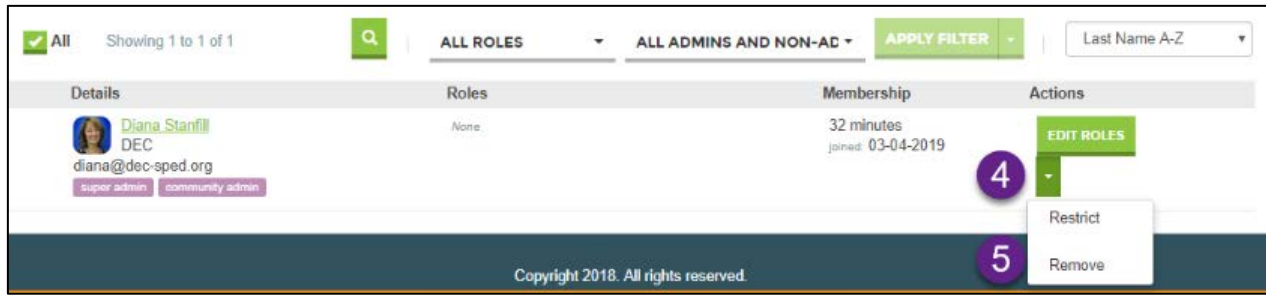 All Showing 1 to 1 of 1 ALL ROLES ALL ADMINS AND NON-AD APPLY FILTER Last Name A-Z
Details Roles Membership Actions
Diana Stanfill None 32 minutes EDIT ROLES
DEC joined: 03-04-2019
diana@dec-sped.org
super admin community admin
4
Restrict
5 Remove
Copyright 2018. All rights reserved.